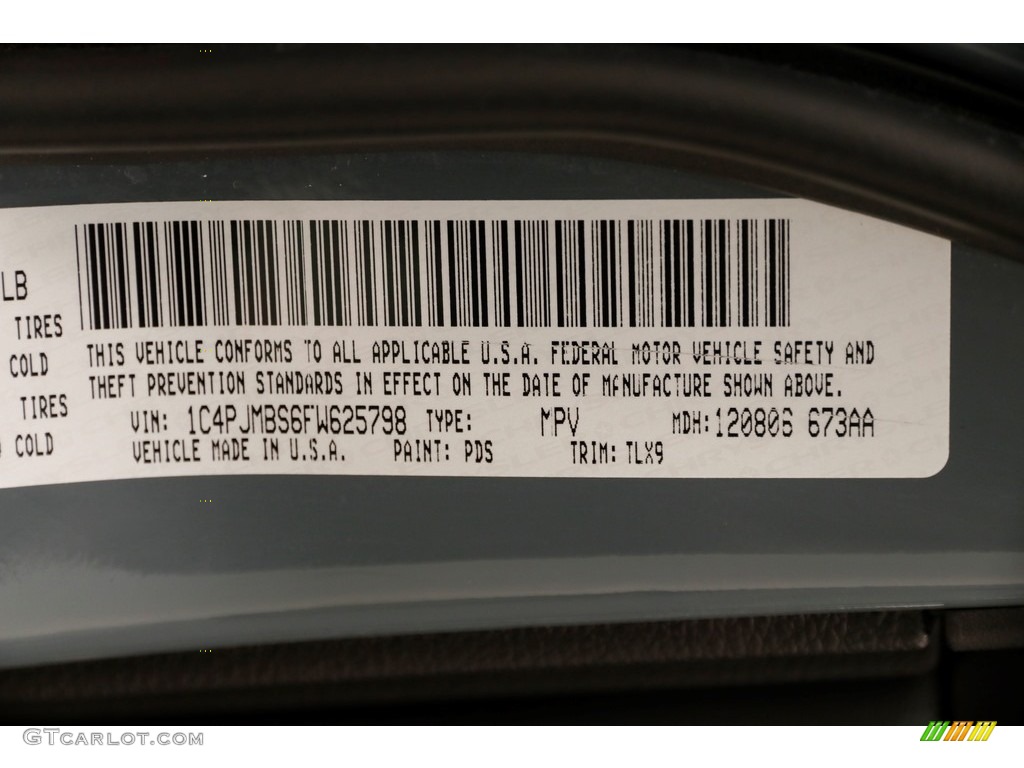 LB
TIRES
COLD
TIRES
COLD
THIS VEHICLE CONFORMS TO ALL APPLICABLE U.S.A. FEDERAL MOTOR VEHICLE SAFETY AND
THEFT PREVENTION STANDARDS IN EFFECT ON THE DATE OF MANUFACTURE SHOWN ABOVE.
VIN: 1C4PJMBS6FW625798 TYPE: MPV MDH:120806 673AA
VEHICLE MADE IN U.S.A. PAINT: PDS TRIM: TLX9
GTCARLOT.COM